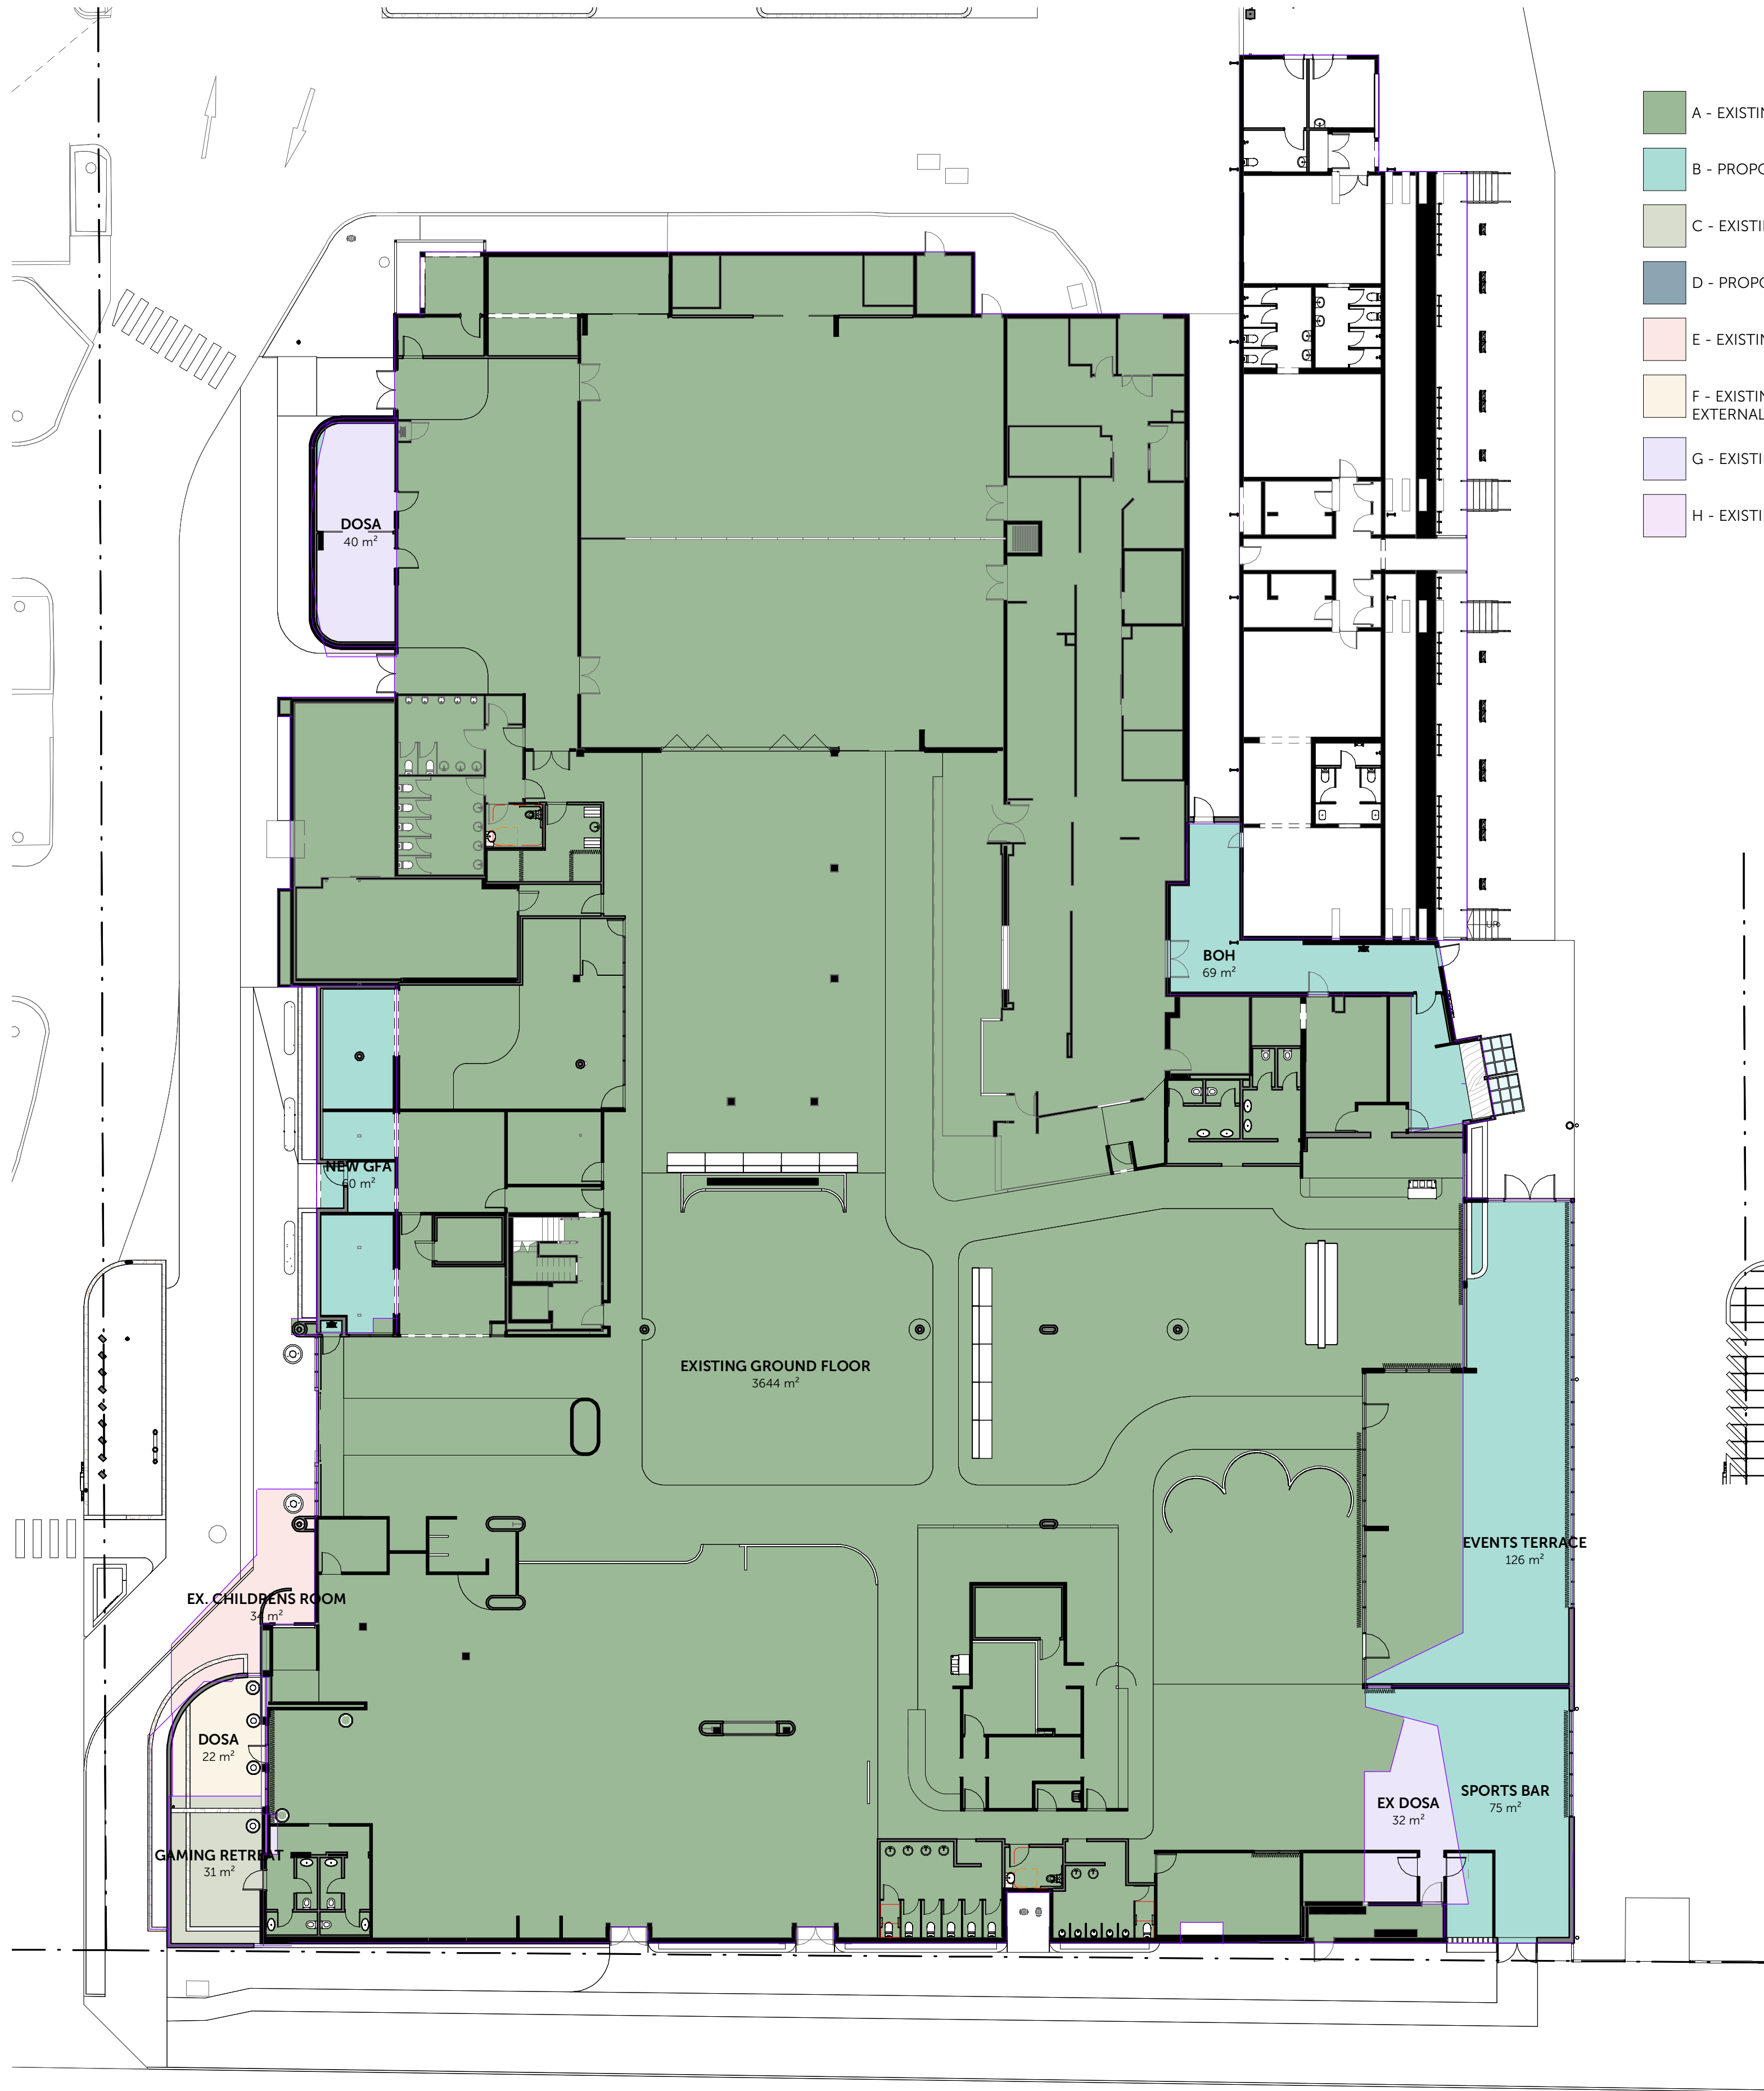 A - EXISTIN
B - PROPO
C - EXISTI
D - PROPO
E - EXISTIN
F - EXISTIN
EXTERNAL
G - EXISTI
H - EXISTI
DOSA
40 m²
UP
BOH
69 m²
NEW GFA
60 m²
EXISTING GROUND FLOOR
3644 m²
EVENTS TERRACE
126 m²
EX. CHILDRENS ROOM
34 m²
DOSA
22 m²
SPORTS BAR
75 m²
EX DOSA
32 m²
GAMING RETREAT
31 m²